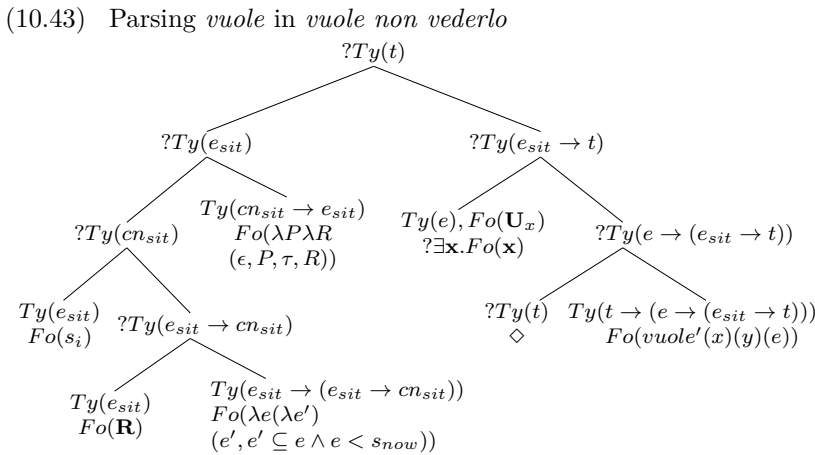 (10.43) Parsing vuole in vuole non vederlo
?Ty(t)
?Ty(e_sit) ?Ty(e_sit → t)
?Ty(cn_sit) Ty(cn_sit → e_sit) Ty(e), Fo(U_x) ?Ty(e → (e_sit → t))
Fo(λPλR ?∃x.Fo(x)
(ϵ, P, τ, R))
Ty(e_sit) ?Ty(e_sit → cn_sit) ?Ty(t) Ty(t → (e → (e_sit → t)))
Fo(s_i) ◇ Fo(vuole′(x)(y)(e))
Ty(e_sit) Ty(e_sit → (e_sit → cn_sit))
Fo(R) Fo(λe(λe′)
(e′, e′ ⊆ e ∧ e < s_now))